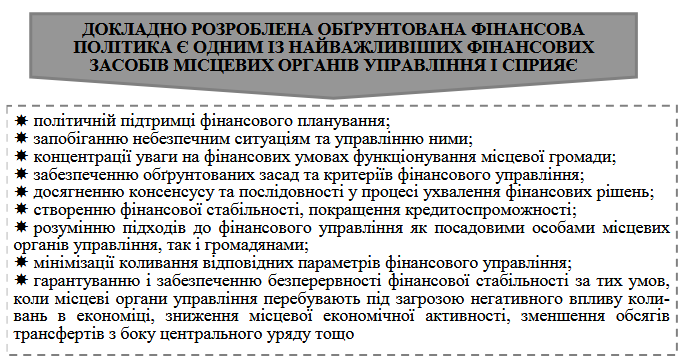 ДОКЛАДНО РОЗРОБЛЕНА ОБҐРУНТОВАНА ФІНАНСОВА
ПОЛІТИКА Є ОДНИМ ІЗ НАЙВАЖЛИВІШИХ ФІНАНСОВИХ
ЗАСОБІВ МІСЦЕВИХ ОРГАНІВ УПРАВЛІННЯ І СПРИЯЄ
✸ політичній підтримці фінансового планування;
✸ запобіганню небезпечним ситуаціям та управлінню ними;
✸ концентрації уваги на фінансових умовах функціонування місцевої громади;
✸ забезпеченню обґрунтованих засад та критеріїв фінансового управління;
✸ досягненню консенсусу та послідовності у процесі ухвалення фінансових рішень;
✸ створенню фінансової стабільності, покращення кредитоспроможності;
✸ розумінню підходів до фінансового управління як посадовими особами місцевих
органів управління, так і громадянами;
✸ мінімізації коливання відповідних параметрів фінансового управління;
✸ гарантуванню і забезпеченню безперервності фінансової стабільності за тих умов,
коли місцеві органи управління перебувають під загрозою негативного впливу коли-
вань в економіці, зниження місцевої економічної активності, зменшення обсягів
трансфертів з боку центрального уряду тощо